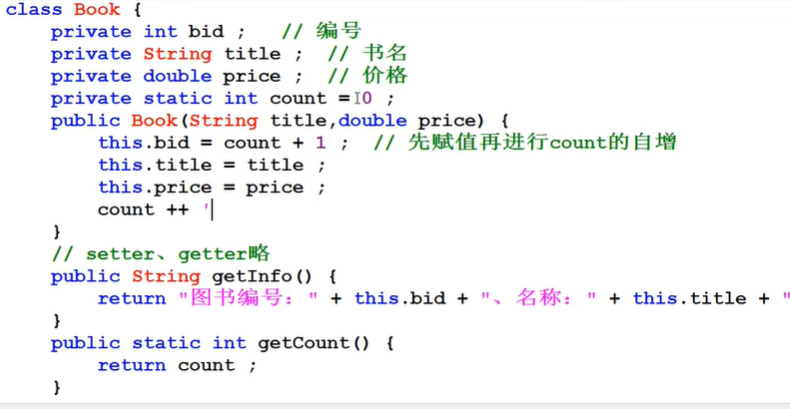 class Book {
    private int bid ;   // 编号
    private String title ;  // 书名
    private double price ;  // 价格
    private static int count = 0 ;
    public Book(String title,double price) {
        this.bid = count + 1 ;  // 先赋值再进行count的自增
        this.title = title ;
        this.price = price ;
        count ++ '
    }
    // setter、getter略
    public String getInfo() {
        return "图书编号：" + this.bid + "、名称：" + this.title + "
    }
    public static int getCount() {
        return count ;
    }